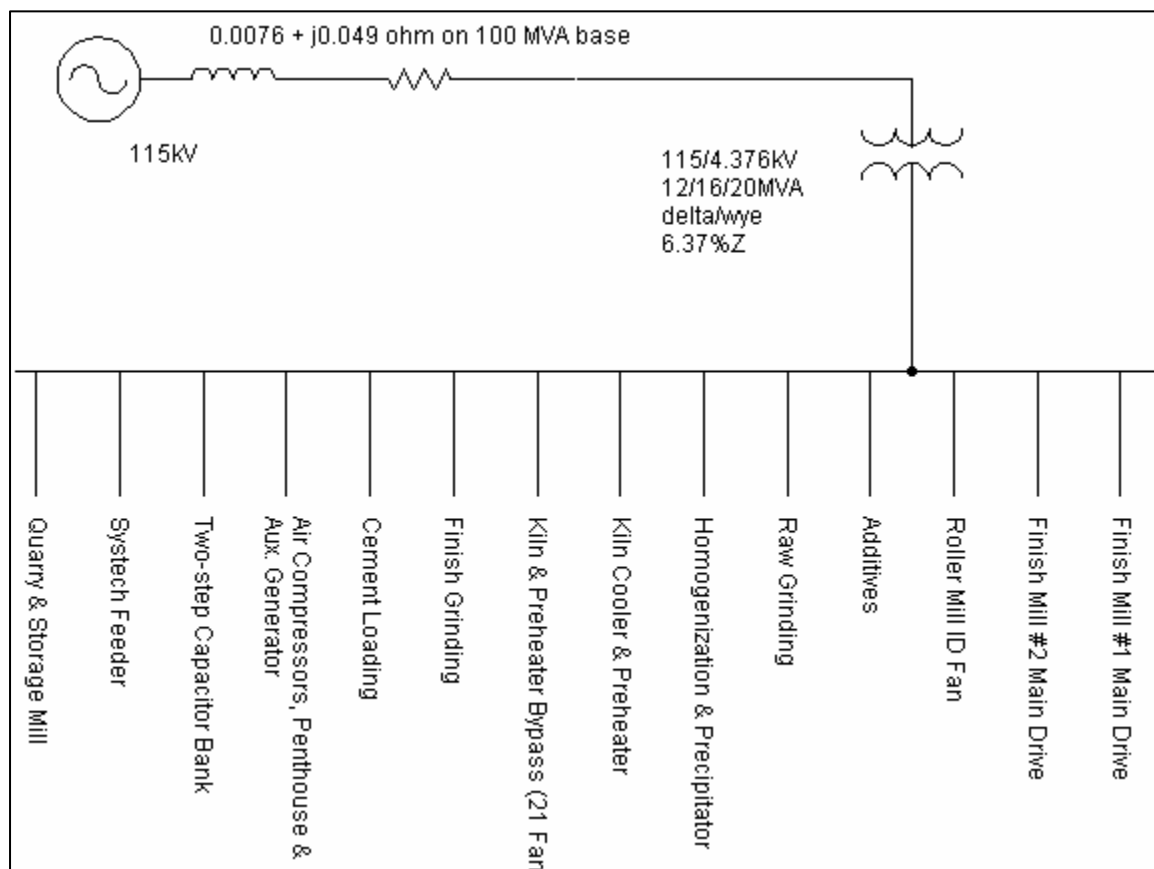 0.0076 + j0.049 ohm on 100 MVA base
115kV
115/4.376kV
12/16/20MVA
delta/wye
6.37%Z
Quarry & Storage Mill
Systech Feeder
Two-step Capacitor Bank
Air Compressors, Penthouse &
Aux. Generator
Cement Loading
Finish Grinding
Kiln & Preheater Bypass (21 Fan
Kiln Cooler & Preheater
Homogenization & Precipitator
Raw Grinding
Additives
Roller Mill ID Fan
Finish Mill #2 Main Drive
Finish Mill #1 Main Drive